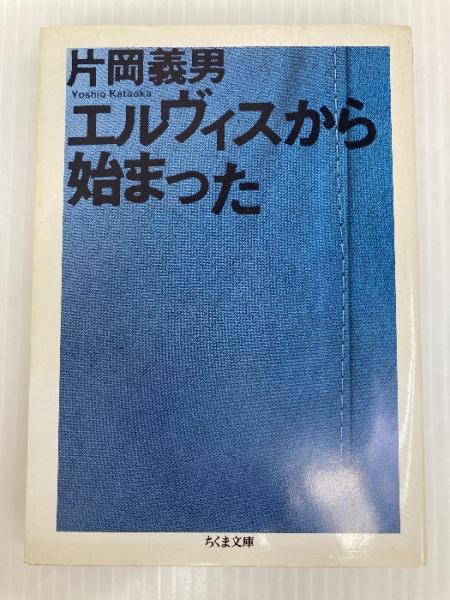 片岡義男
Yoshio Kataoka
エルヴィスから
始まった
ちくま文庫